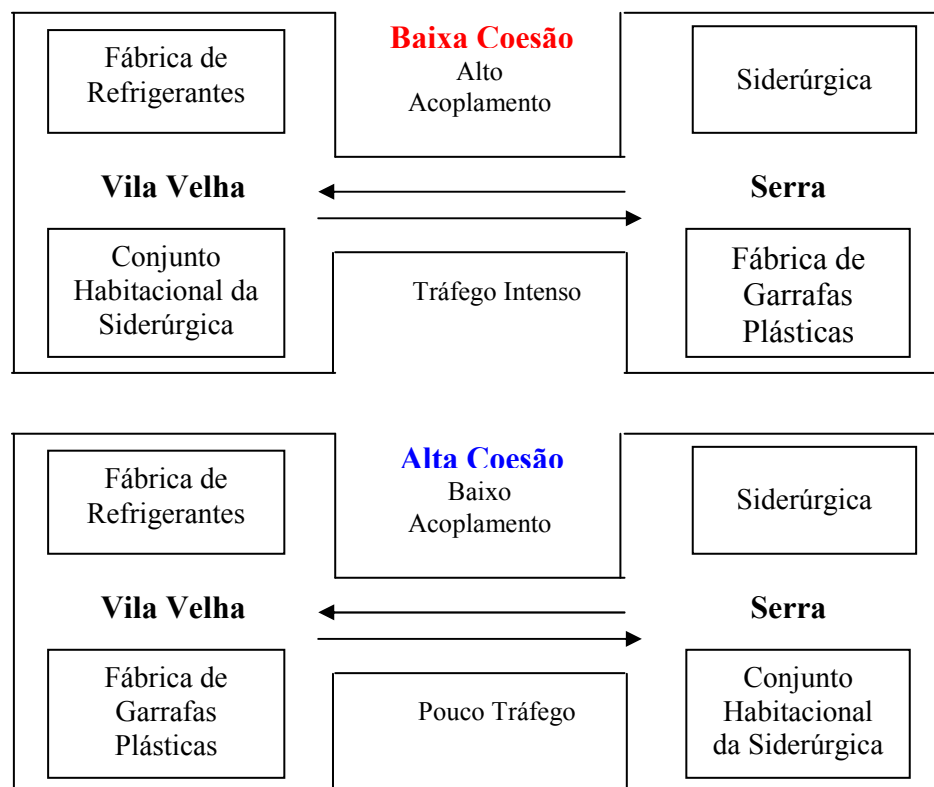 Fábrica de
Refrigerantes
Baixa Coesão
Alto
Acoplamento
Siderúrgica
Vila Velha
Serra
Conjunto
Habitacional da
Siderúrgica
Tráfego Intenso
Fábrica de
Garrafas
Plásticas
Fábrica de
Refrigerantes
Alta Coesão
Baixo
Acoplamento
Siderúrgica
Vila Velha
Serra
Fábrica de
Garrafas
Plásticas
Pouco Tráfego
Conjunto
Habitacional
da Siderúrgica